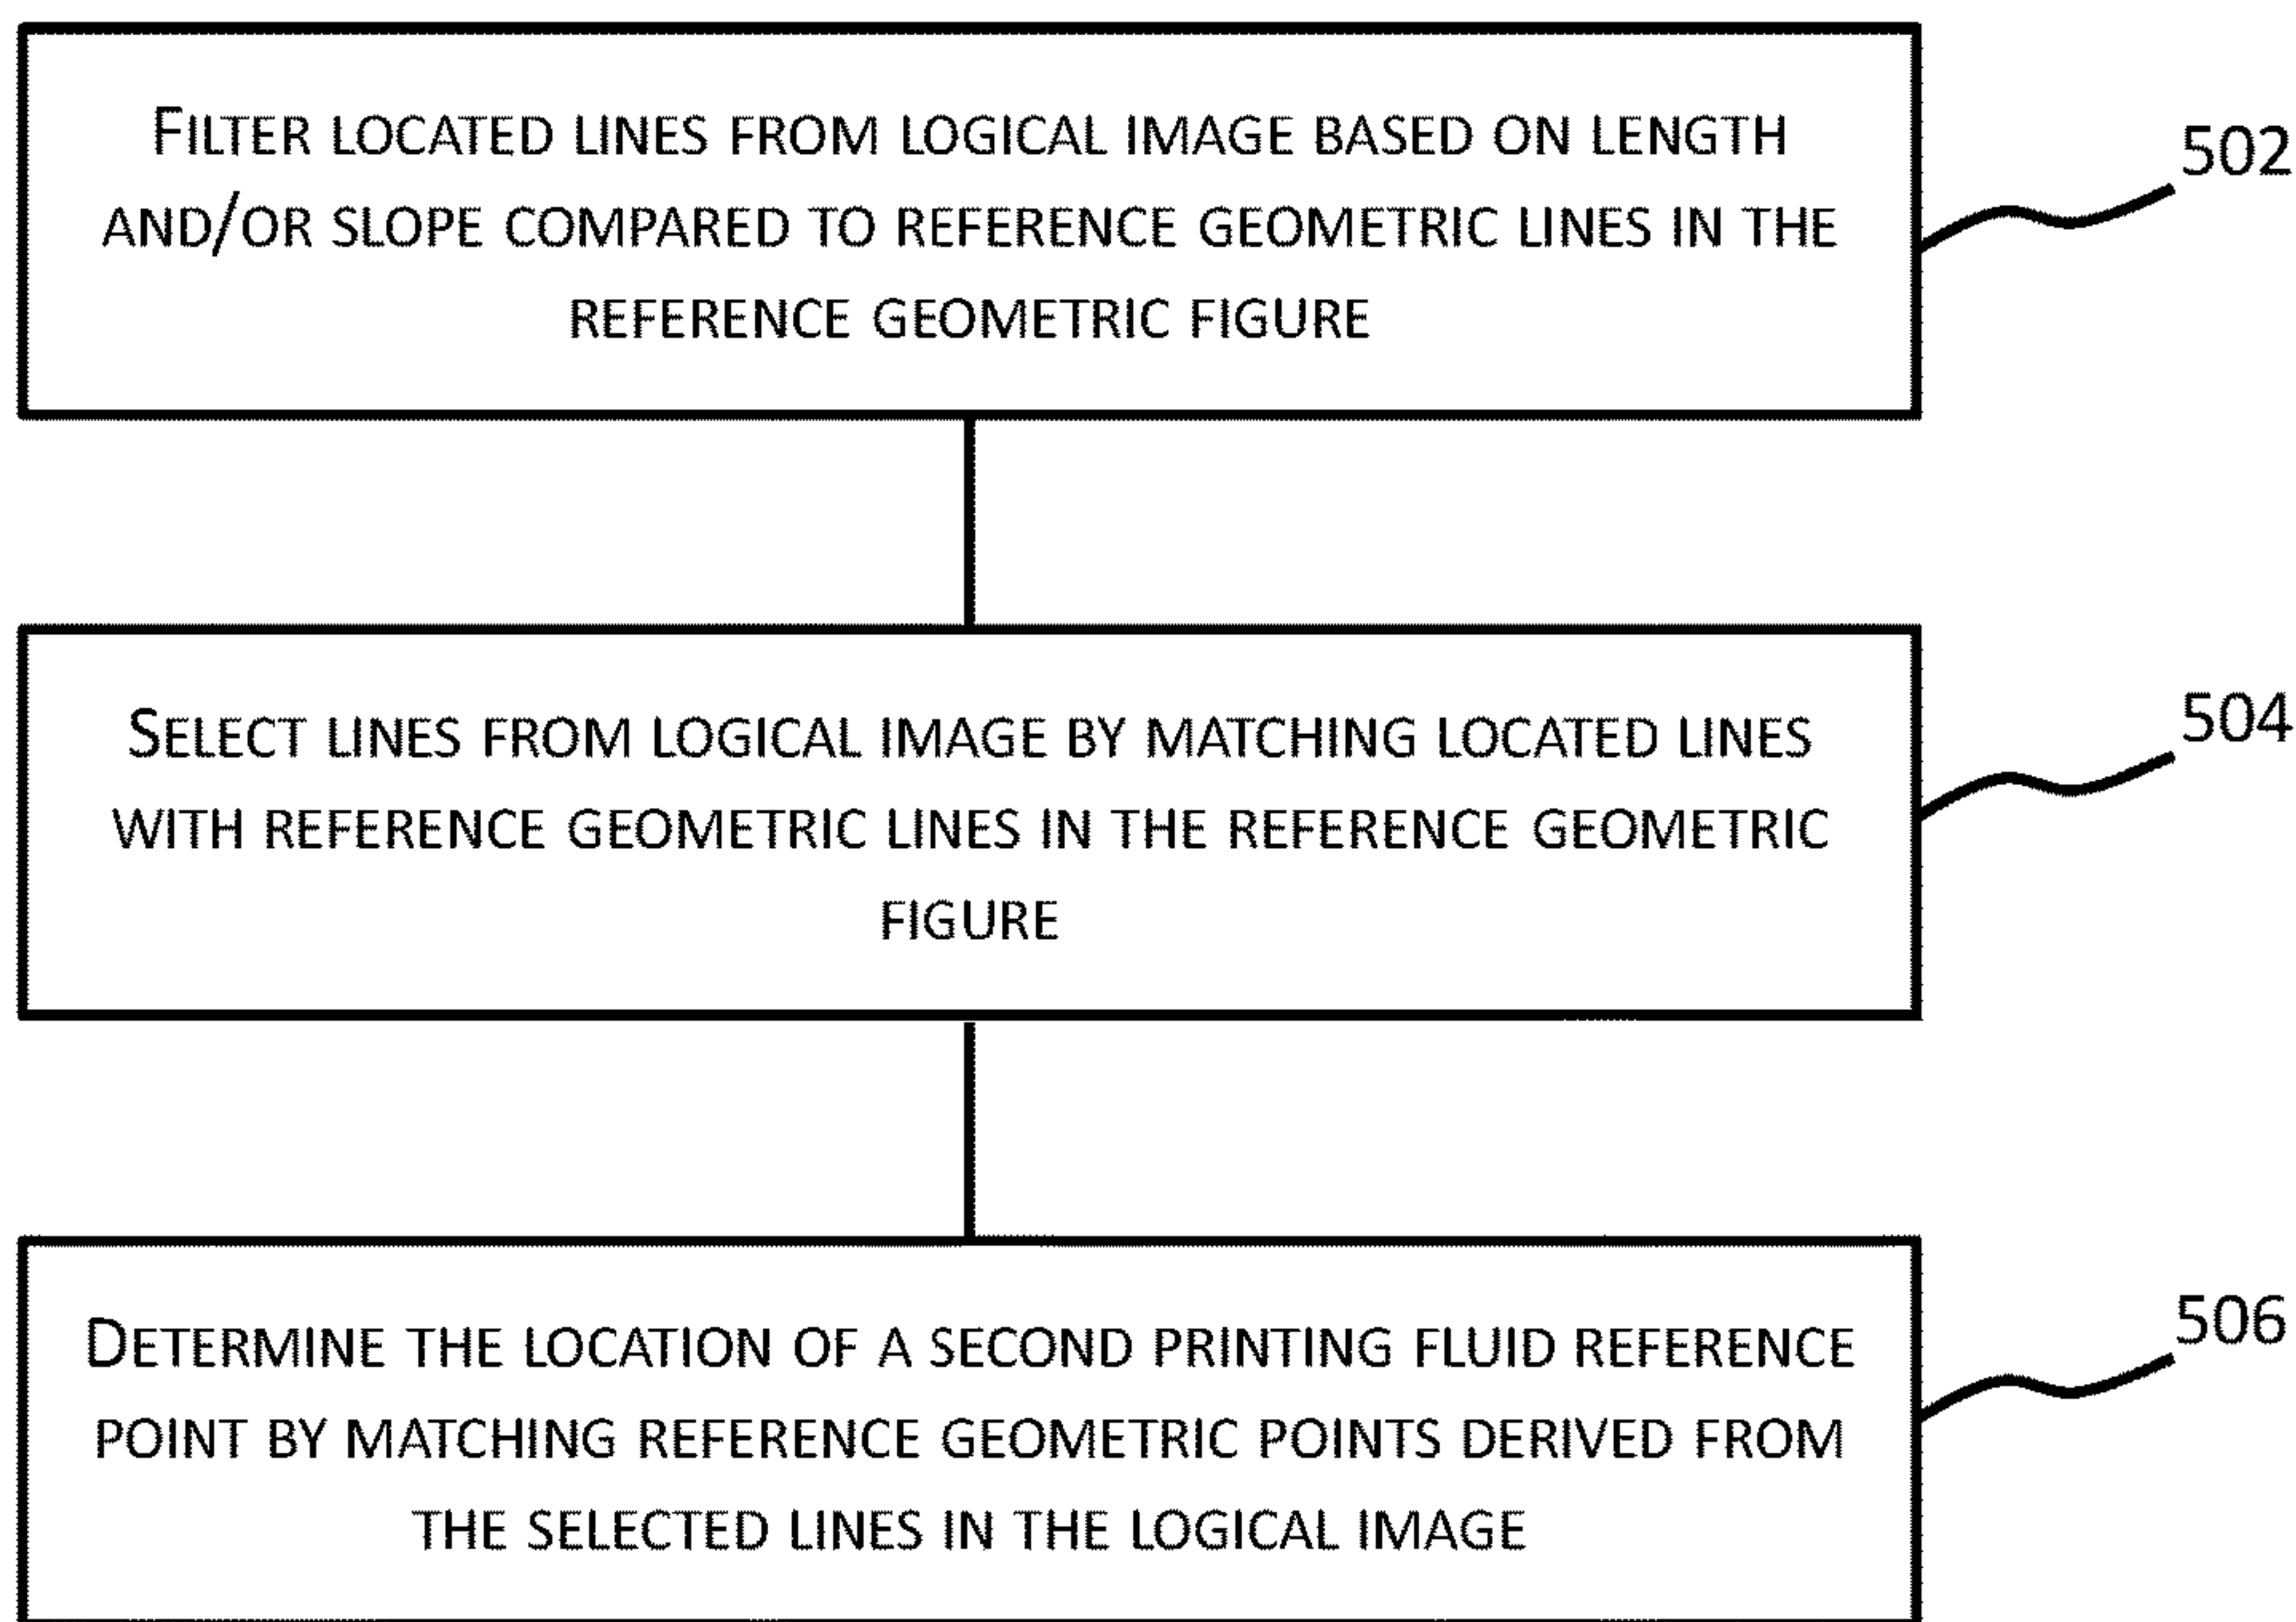 FILTER LOCATED LINES FROM LOGICAL IMAGE BASED ON LENGTH
AND/OR SLOPE COMPARED TO REFERENCE GEOMETRIC LINES IN THE
REFERENCE GEOMETRIC FIGURE
502
SELECT LINES FROM LOGICAL IMAGE BY MATCHING LOCATED LINES
WITH REFERENCE GEOMETRIC LINES IN THE REFERENCE GEOMETRIC
FIGURE
504
DETERMINE THE LOCATION OF A SECOND PRINTING FLUID REFERENCE
POINT BY MATCHING REFERENCE GEOMETRIC POINTS DERIVED FROM
THE SELECTED LINES IN THE LOGICAL IMAGE
506